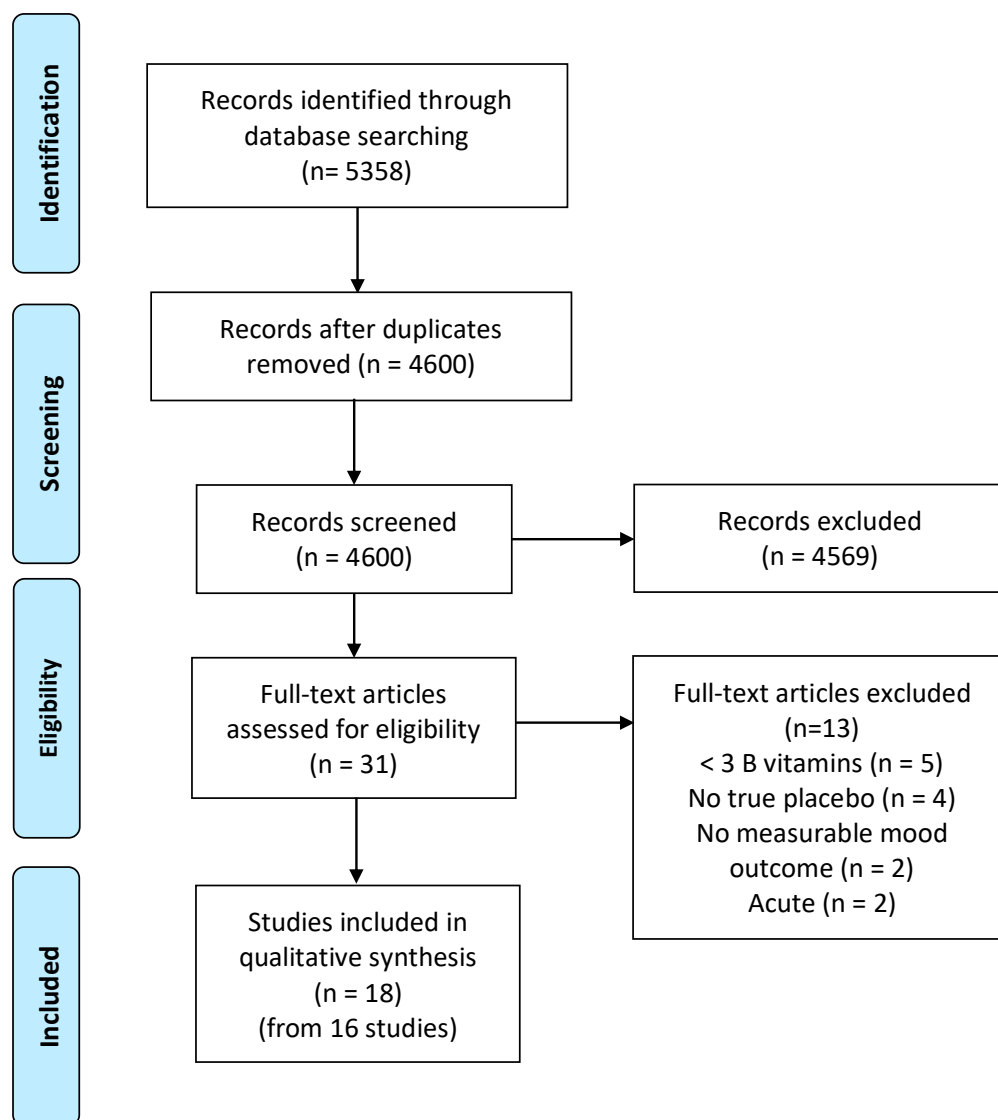 Identification
Records identified through
database searching
(n= 5358)
Screening
Records after duplicates
removed (n = 4600)
Records screened
(n = 4600)
Records excluded
(n = 4569)
Eligibility
Full-text articles
assessed for eligibility
(n = 31)
Full-text articles excluded
(n=13)
< 3 B vitamins (n = 5)
No true placebo (n = 4)
No measurable mood
outcome (n = 2)
Acute (n = 2)
Included
Studies included in
qualitative synthesis
(n = 18)
(from 16 studies)